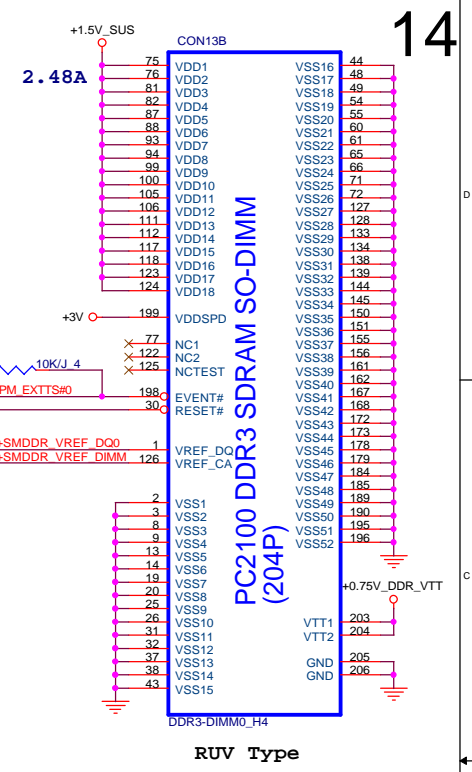 14
+1.5V_SUS
CON13B
2.48A
75 VDD1 VSS16 44
76 VDD2 VSS17 48
81 VDD3 VSS18 49
82 VDD4 VSS19 54
87 VDD5 VSS20 55
88 VDD6 VSS21 60
93 VDD7 VSS22 61
94 VDD8 VSS23 65
99 VDD9 VSS24 66
100 VDD10 VSS25 71
105 VDD11 VSS26 72
106 VDD12 VSS27 127
111 VDD13 VSS28 128
112 VDD14 VSS29 133
117 VDD15 VSS30 134
118 VDD16 VSS31 138
123 VDD17 VSS32 139
124 VDD18 VSS33 144
VSS34 145
+3V 199 VDDSPD VSS35 150
VSS36 151
77 NC1 VSS37 155
122 NC2 VSS38 156
125 NCTEST VSS39 161
10K/J_4
VSS40 162
PM_EXTTS#0 198 EVENT# VSS41 167
30 RESET# VSS42 168
VSS43 172
VSS44 173
+SMDDR_VREF_DQ0 1 VREF_DQ VSS45 178
+SMDDR_VREF_DIMM 126 VREF_CA VSS46 179
VSS47 184
VSS48 185
VSS49 189
VSS50 190
VSS51 195
VSS52 196
2 VSS1
3 VSS2
8 VSS3
9 VSS4
13 VSS5
14 VSS6
19 VSS7
20 VSS8
25 VSS9
26 VSS10
31 VSS11
32 VSS12
37 VSS13
38 VSS14
43 VSS15
PC2100 DDR3 SDRAM SO-DIMM
(204P)
+0.75V_DDR_VTT
VTT1 203
VTT2 204
GND 205
GND 206
DDR3-DIMM0_H4
RUV Type
D
C